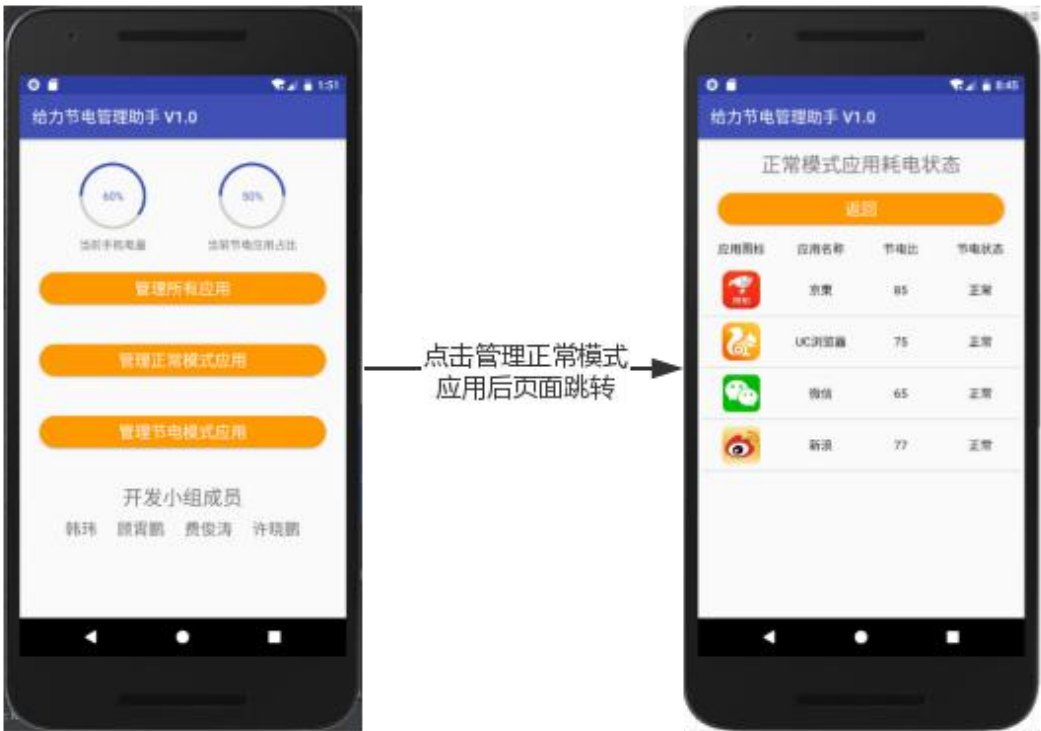 1:51
给力节电管理助手 V1.0
60%
50%
当前手机电量
当前节电应用占比
管理所有应用
管理正常模式应用
管理节电模式应用
开发小组成员
韩玮 顾霄鹏 费俊涛 许晓鹏
点击管理正常模式
应用后页面跳转
8:45
给力节电管理助手 V1.0
正常模式应用耗电状态
返回
应用图标 应用名称 节电比 节电状态
京東 85 正常
UC浏览器 75 正常
微信 65 正常
新浪 77 正常